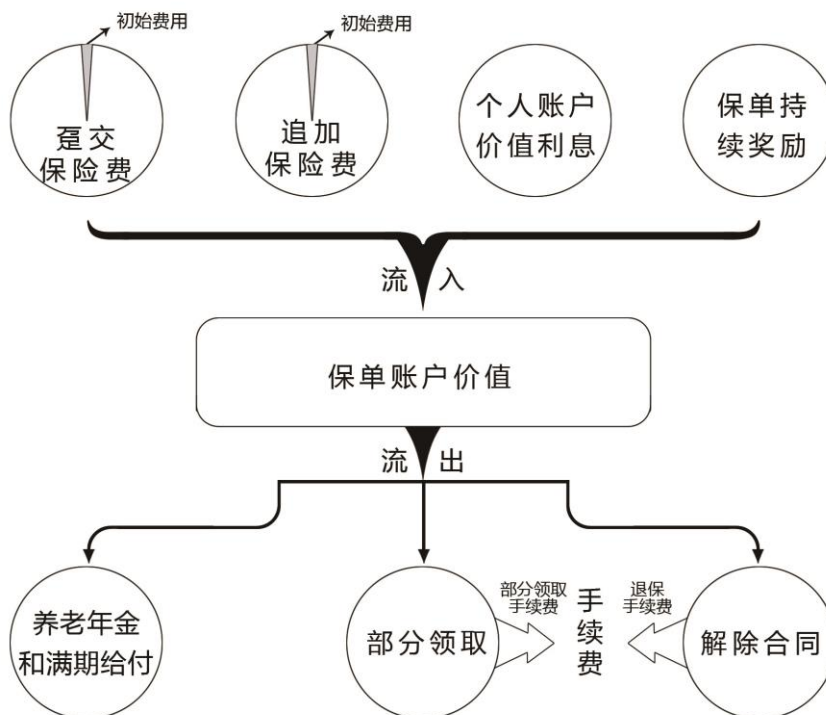 初始费用
初始费用
趸交
保险费
追加
保险费
个人账户
价值利息
保单持
续奖励
流入
保单账户价值
流出
养老年金
和满期给付
部分领取
部分领取
手续费
手续费
退保
手续费
解除合同